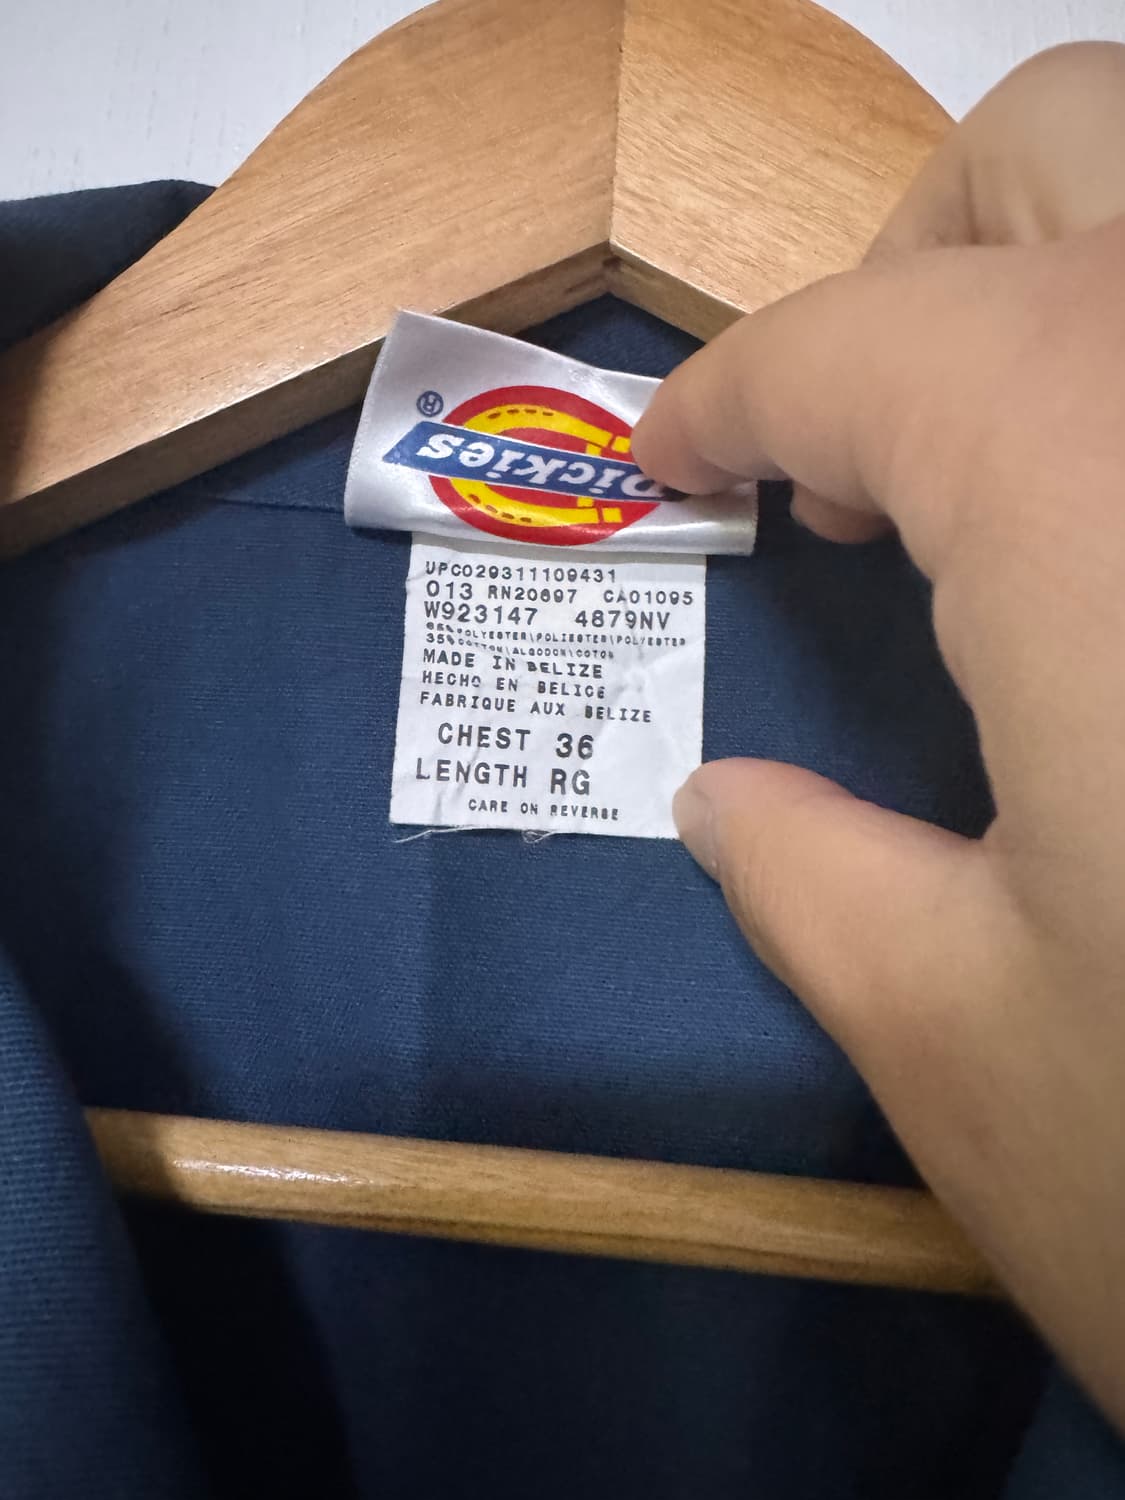 Dickies
®
UPC029311109431
013 RN20697 CA01095
W923147 4879NV
65% POLYESTER\POLIESTER\POLYESTER
35% COTTON\ALGODON\COTON
MADE IN BELIZE
HECHO EN BELICE
FABRIQUE AUX BELIZE
CHEST 36
LENGTH RG
CARE ON REVERSE